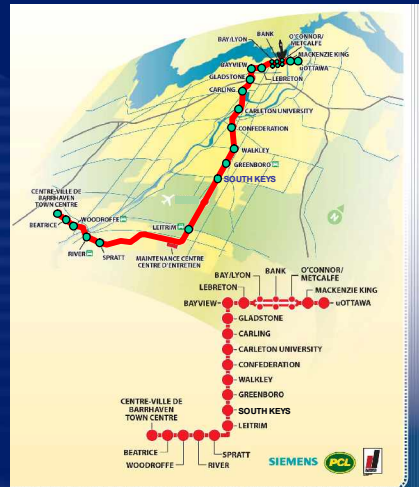 BAY/LYON
BANK
O'CONNOR/
METCALFE
MACKENZIE KING
uOTTAWA
BAYVIEW
LEBRETON
GLADSTONE
CARLING
CARLETON UNIVERSITY
CONFEDERATION
WALKLEY
GREENBORO
SOUTH KEYS
CENTRE-VILLE DE
BARRHAVEN
TOWN CENTRE
WOODROFFE
BEATRICE
LEITRIM
RIVER
SPRATT
MAINTENANCE CENTRE
CENTRE D'ENTRETIEN
N
BAY/LYON
BANK
O'CONNOR/
METCALFE
LEBRETON
MACKENZIE KING
BAYVIEW
uOTTAWA
GLADSTONE
CARLING
CARLETON UNIVERSITY
CONFEDERATION
WALKLEY
GREENBORO
SOUTH KEYS
LEITRIM
CENTRE-VILLE DE
BARRHAVEN
TOWN CENTRE
BEATRICE
WOODROFFE
RIVER
SPRATT
SIEMENS
PCL